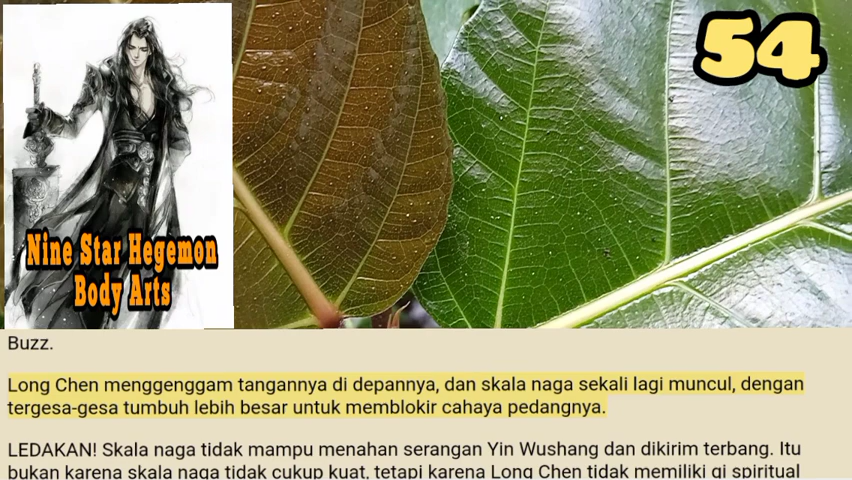 54
Nine Star Hegemon
Body Arts
Buzz.
Long Chen menggenggam tangannya di depannya, dan skala naga sekali lagi muncul, dengan
tergesa-gesa tumbuh lebih besar untuk memblokir cahaya pedangnya.
LEDAKAN! Skala naga tidak mampu menahan serangan Yin Wushang dan dikirim terbang. Itu
bukan karena skala naga tidak cukup kuat, tetapi karena Long Chen tidak memiliki qi spiritual